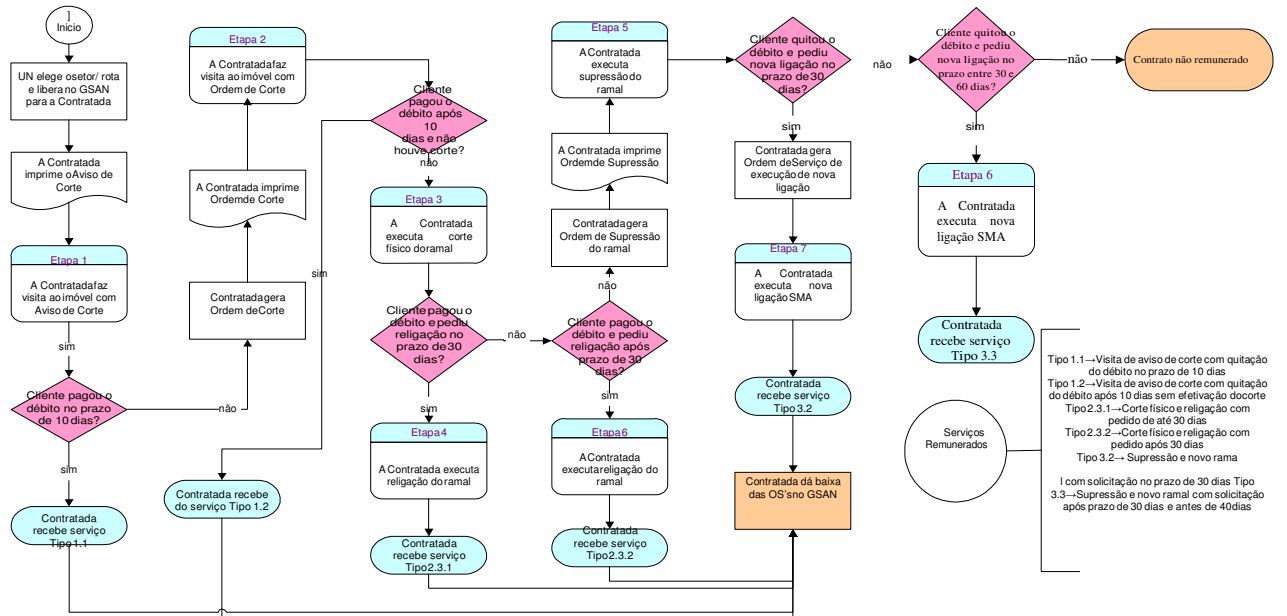 ]
Inicio
UN elege osetor/ rota
e libera no GSAN
para a Contratada
A Contratada
imprime oAviso de
Corte
Etapa 1
A Contratadafaz
visita ao imóvel com
Aviso de Corte
sim
Cliente pagou o
débito no prazo
de 10 dias?
não
sim
Contratada
recebe serviço
Tipo 1.1
Etapa 2
A Contratadafaz
visita ao imóvel com
Ordem de Corte
A Contratada imprime
Ordemde Corte
Contratadagera
Ordem deCorte
sim
Contratada recebe
do serviço Tipo 1.2
Cliente
pagou o
débito após
10
dias e não
houve corte?
não
Etapa 3
A Contratada
executa corte
físico do ramal
Cliente pagou o
débito e pediu
religação no
prazo de 30
dias?
não
sim
Etapa4
A Contratada executa
religação do ramal
Contratada
recebe serviço
Tipo2.3.1
Etapa 5
A Contratada
executa
supressão do
ramal
A Contratada imprime
Ordemde Supressão
Contratadagera
Ordem de Supressão
do ramal
não
Cliente pagou o
débito e pediu
religação após
prazo de 30
dias?
sim
Etapa6
A Contratada
executa religação do
ramal
Contratada
recebe serviço
Tipo2.3.2
Cliente quitou o
débito e pediu
nova ligação no
prazo de 30
dias?
não
sim
Contratada gera
Ordem de Serviço de
execução de nova
ligação
Etapa 7
A Contratada
executa nova
ligação SMA
Contratada
recebe serviço
Tipo 3.2
Contratada dá baixa
das OS'sno GSAN
Cliente quitou o
débito e pediu
nova ligação no
prazo entre 30 e
60 dias?
não
Contrato não remunerado
sim
Etapa 6
A Contratada
executa nova
ligação SMA
Contratada
recebe serviço
Tipo 3.3
Serviços
Remunerados
Tipo 1.1→Visita de aviso de corte com quitação
do débito no prazo de 10 dias
Tipo 1.2→Visita de aviso de corte com quitação
do débito após 10 dias sem efetivação docorte
Tipo2.3.1→Corte físico e religação com
pedido de até 30 dias
Tipo2.3.2→Corte físico e religação com
pedido após 30 dias
Tipo 3.2→ Supressão e novo rama
l com solicitação no prazo de 30 dias Tipo
3.3→Supressão e novo ramal com solicitação
após prazo de 30 dias e antes de 40dias